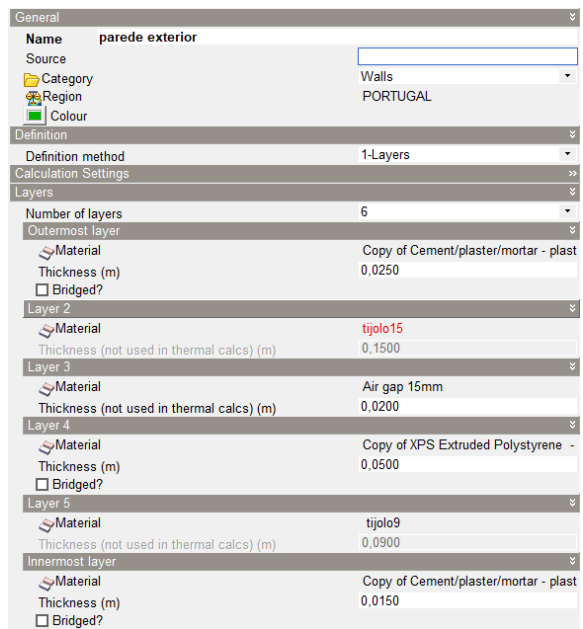 General
Name parede exterior
Source
Category Walls
Region PORTUGAL
Colour
Definition
Definition method 1-Layers
Calculation Settings
Layers
Number of layers 6
Outermost layer
Material Copy of Cement/plaster/mortar - plast
Thickness (m) 0,0250
Bridged?
Layer 2
Material tijolo15
Thickness (not used in thermal calcs) (m) 0,1500
Layer 3
Material Air gap 15mm
Thickness (not used in thermal calcs) (m) 0,0200
Layer 4
Material Copy of XPS Extruded Polystyrene -
Thickness (m) 0,0500
Bridged?
Layer 5
Material tijolo9
Thickness (not used in thermal calcs) (m) 0,0900
Innermost layer
Material Copy of Cement/plaster/mortar - plast
Thickness (m) 0,0150
Bridged?